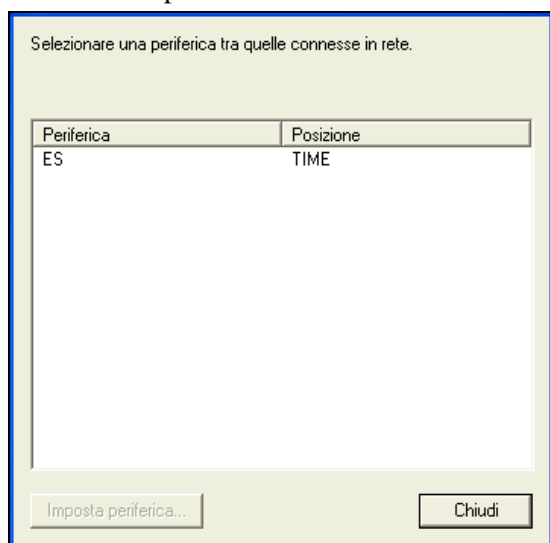 Selezionare una periferica tra quelle connesse in rete.
Periferica Posizione
ES TIME
Imposta periferica... Chiudi